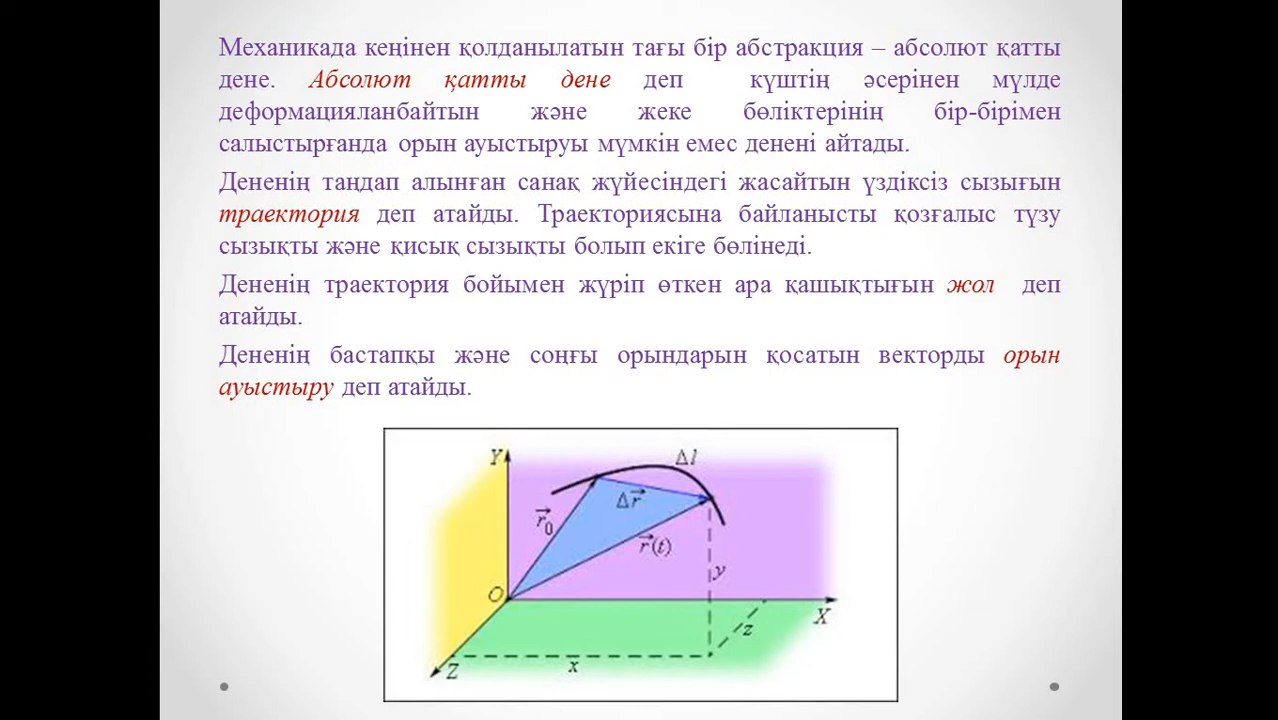 Механикада кеңінен қолданылатын тағы бір абстракция – абсолют қатты
дене. Абсолют қатты дене деп күштің әсерінен мүлде
деформацияланбайтын және жеке бөліктерінің бір-бірімен
салыстырғанда орын ауыстыруы мүмкін емес денені айтады.
Дененің таңдап алынған санақ жүйесіндегі жасайтын үздіксіз сызығын
траектория деп атайды. Траекториясына байланысты қозғалыс түзу
сызықты және қисық сызықты болып екіге бөлінеді.
Дененің траектория бойымен жүріп өткен ара қашықтығын жол деп
атайды.
Дененің бастапқы және соңғы орындарын қосатын векторды орын
ауыстыру деп атайды.
Y
Δl
Δr⃗
r⃗₀
r⃗(t)
y
O
X
z
Z
x